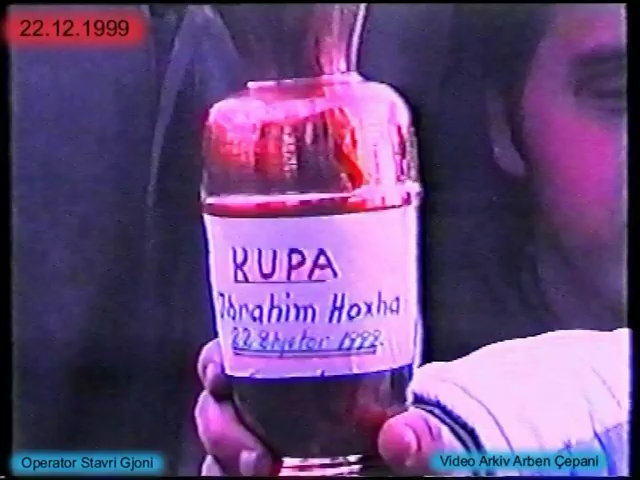 22.12.1999
KUPA
Ibrahim Hoxha
22 Dhjetor 1999.
Operator Stavri Gjoni
Video Arkiv Arben Çepani